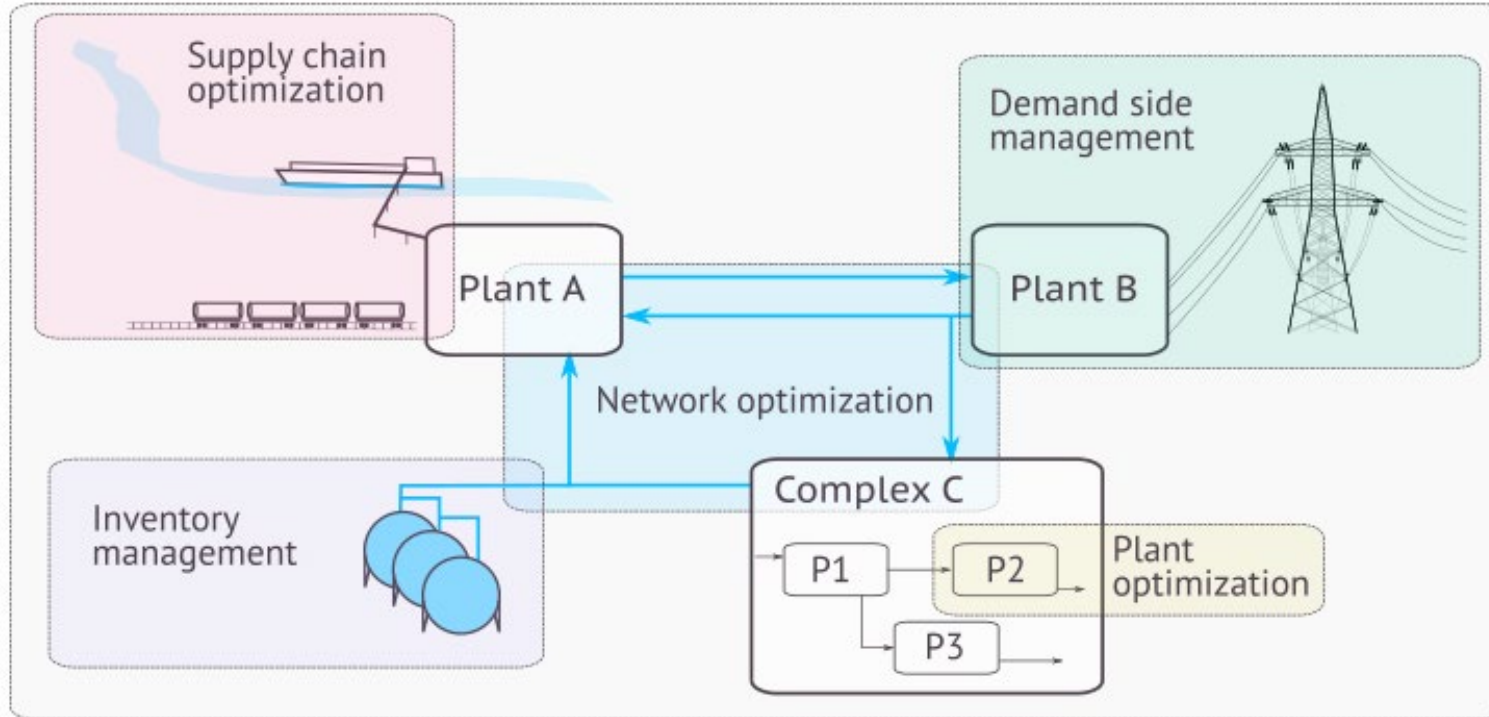 Supply chain
optimization
Demand side
management
Plant A
Plant B
Network optimization
Inventory
management
Complex C
P1
P2
Plant
optimization
P3